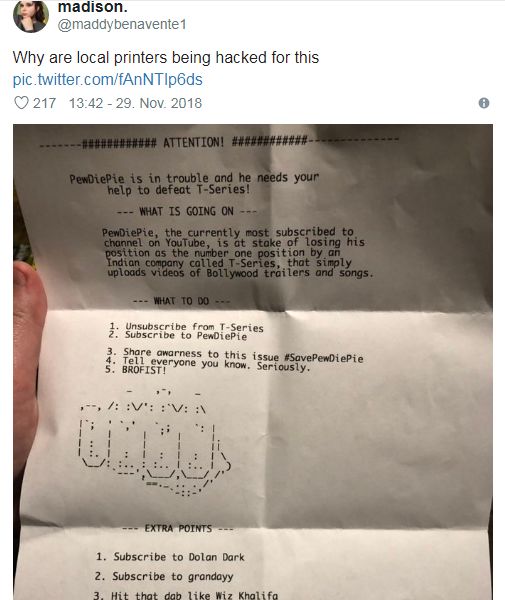 madison.
@maddybenavente1
Why are local printers being hacked for this
pic.twitter.com/fAnNTlp6ds
217 13:42 - 29. Nov. 2018
-------############ ATTENTION! ############---------------
PewDiePie is in trouble and he needs your
help to defeat T-Series!
--- WHAT IS GOING ON ---
PewDiePie, the currently most subscribed to
channel on YouTube, is at stake of losing his
position as the number one position by an
Indian company called T-Series, that simply
uploads videos of Bollywood trailers and songs.
--- WHAT TO DO ---
1. Unsubscribe from T-Series
2. Subscribe to PewDiePie
3. Share awarness to this issue #SavePewDiePie
4. Tell everyone you know. Seriously.
5. BROFIST!
--- EXTRA POINTS ---
1. Subscribe to Dolan Dark
2. Subscribe to grandayy
3. Hit that dab like Wiz Khalifa